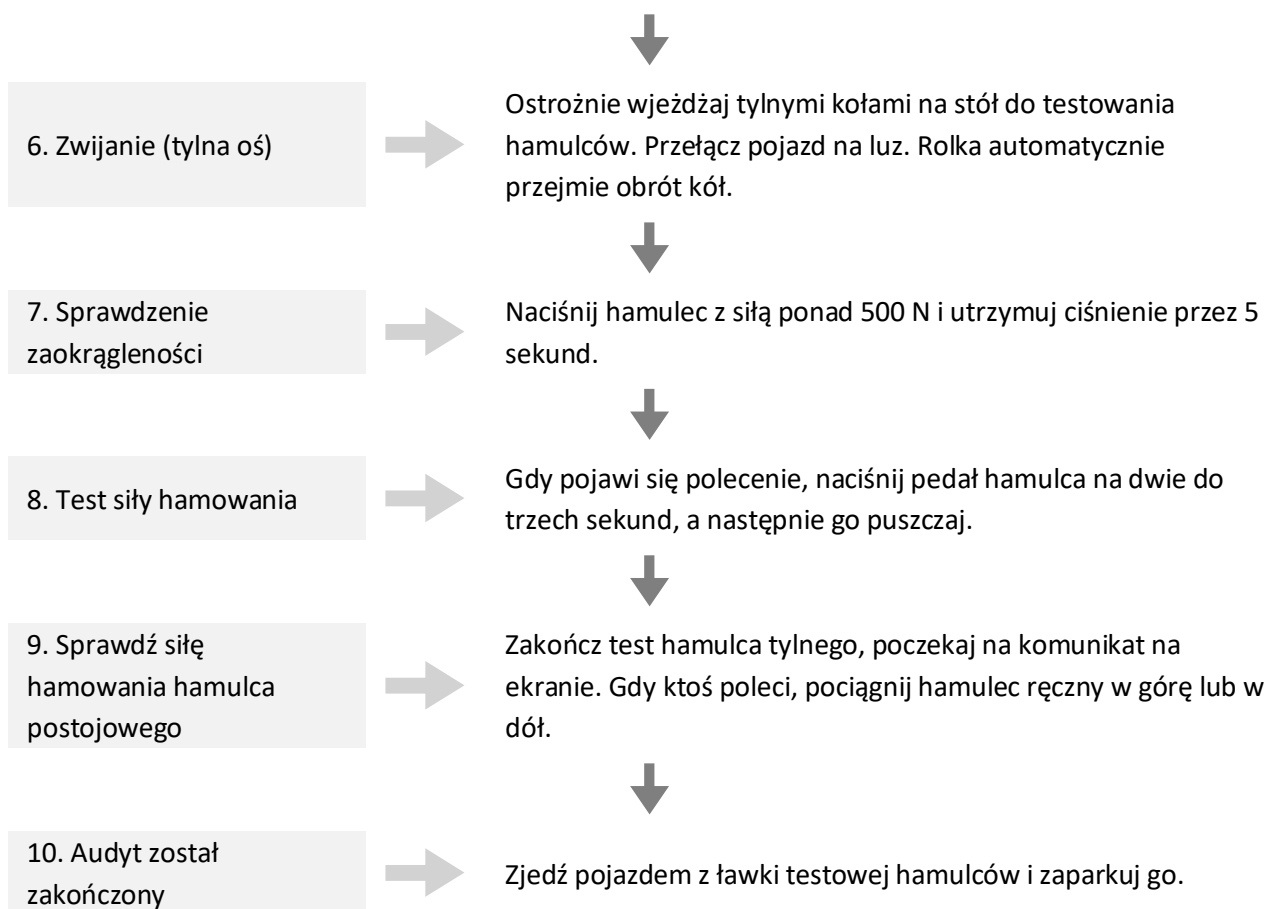 6. Zwijanie (tylna oś)
Ostrożnie wjeżdżaj tylnymi kołami na stół do testowania
hamulców. Przełącz pojazd na luz. Rolka automatycznie
przejmie obrót kół.
7. Sprawdzenie
zaokrągleności
Naciśnij hamulec z siłą ponad 500 N i utrzymuj ciśnienie przez 5
sekund.
8. Test siły hamowania
Gdy pojawi się polecenie, naciśnij pedał hamulca na dwie do
trzech sekund, a następnie go puszczaj.
9. Sprawdź siłę
hamowania hamulca
postojowego
Zakończ test hamulca tylnego, poczekaj na komunikat na
ekranie. Gdy ktoś poleci, pociągnij hamulec ręczny w górę lub w
dół.
10. Audyt został
zakończony
Zjedź pojazdem z ławki testowej hamulców i zaparkuj go.